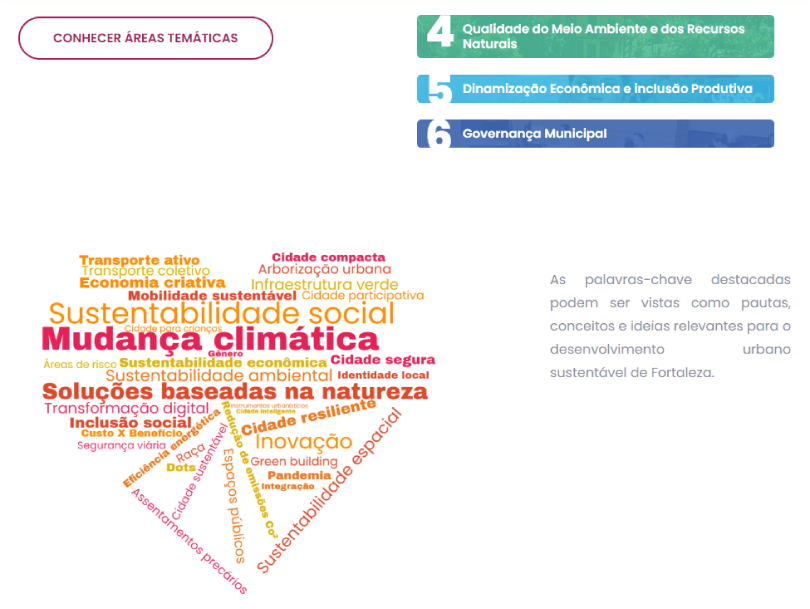 CONHECER ÁREAS TEMÁTICAS
4
Qualidade do Meio Ambiente e dos Recursos
Naturais
5
Dinamização Econômica e inclusão Produtiva
6
Governança Municipal
Transporte ativo
Cidade compacta
Transporte coletivo
Arborização urbana
Economia criativa
Infraestrutura verde
Mobilidade sustentável
Cidade participativa
Sustentabilidade social
Cidade para crianças
Mudança climática
Gênero
Áreas de risco
Sustentabilidade econômica
Cidade segura
Sustentabilidade ambiental
Identidade local
Soluções baseadas na natureza
Transformação digital
Instrumentos urbanísticos
Cidade inteligente
Inclusão social
Cidade resiliente
Custo X Benefício
Segurança viária
Eficiência energética
Raça
Dots
Cidade sustentável
Redução de emissões Co²
Espaços públicos
Inovação
Green building
Pandemia
Integração
Sustentabilidade espacial
Assentamentos precários
As palavras-chave destacadas
podem ser vistas como pautas,
conceitos e ideias relevantes para o
desenvolvimento urbano
sustentável de Fortaleza.